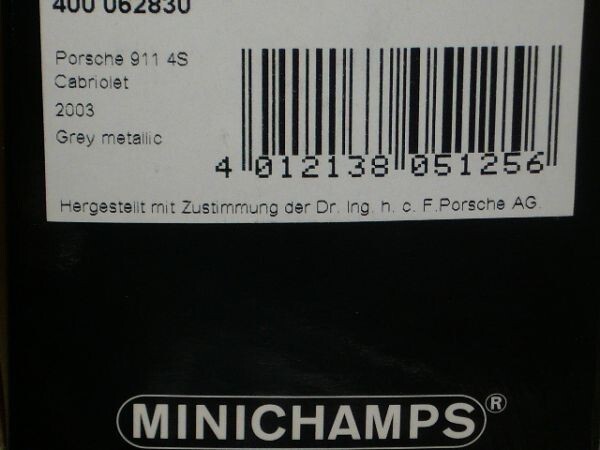 400 062830
Porsche 911 4S
Cabriolet
2003
Grey metallic
4 012138 051256
Hergestellt mit Zustimmung der Dr. Ing. h. c. F.Porsche AG.
MINICHAMPS®